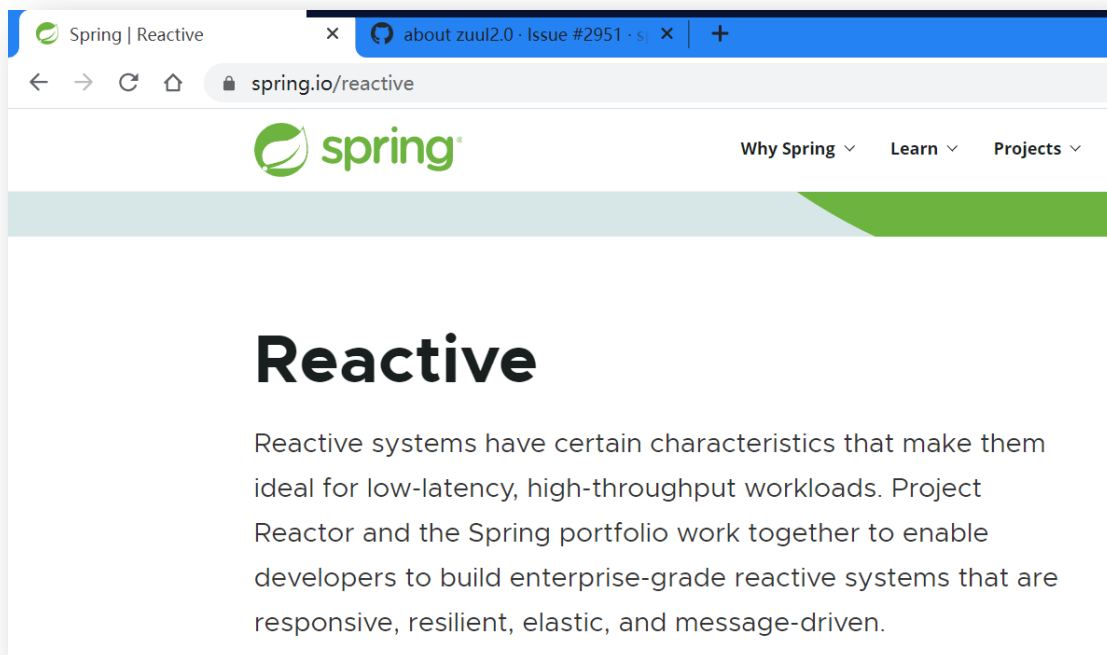 Spring | Reactive
about zuul2.0 · Issue #2951 · sp
spring.io/reactive
spring
Why Spring
Learn
Projects
Reactive
Reactive systems have certain characteristics that make them
ideal for low-latency, high-throughput workloads. Project
Reactor and the Spring portfolio work together to enable
developers to build enterprise-grade reactive systems that are
responsive, resilient, elastic, and message-driven.